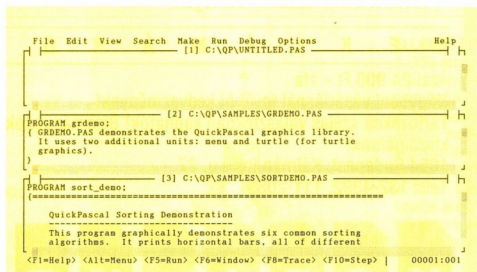 File Edit View Search Make Run Debug Options Help
[1] C:\QP\UNTITLED.PAS
[2] C:\QP\SAMPLES\GRDEMO.PAS
PROGRAM grdemo;
{ GRDEMO.PAS demonstrates the QuickPascal graphics library.
It uses two additional units: menu and turtle (for turtle
graphics).
}
[3] C:\QP\SAMPLES\SORTDEMO.PAS
PROGRAM sort_demo;
{================================================================
QuickPascal Sorting Demonstration
---------------------------------
This program graphically demonstrates six common sorting
algorithms. It prints horizontal bars, all of different
<F1=Help> <Alt=Menu> <F5=Run> <F6=Window> <F8=Trace> <F10=Step> | 00001:001